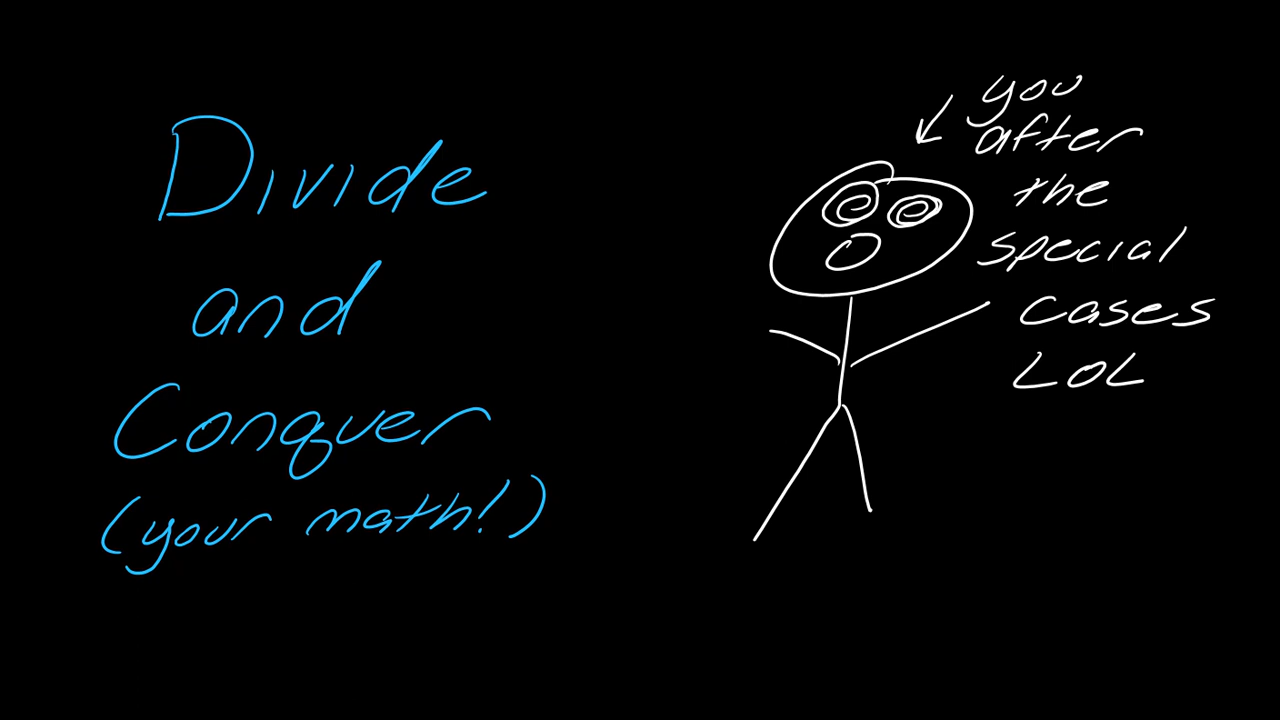 Divide
and
Conquer
(your math!)
you
after
the
special
cases
LOL